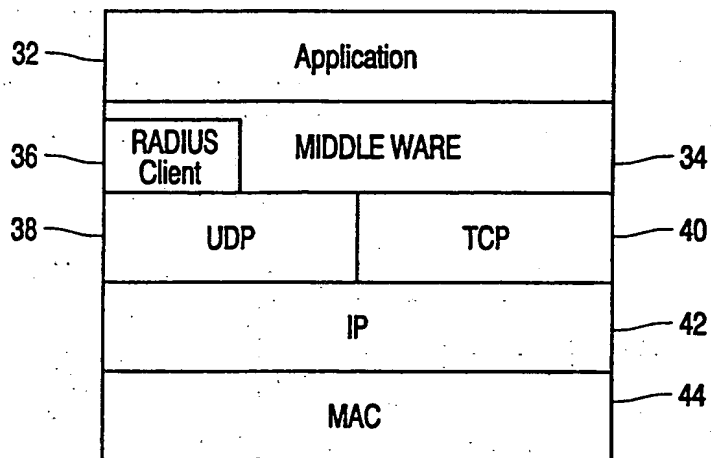 32
Application
36
RADIUS
Client
MIDDLE WARE
34
38
UDP
TCP
40
IP
42
MAC
44